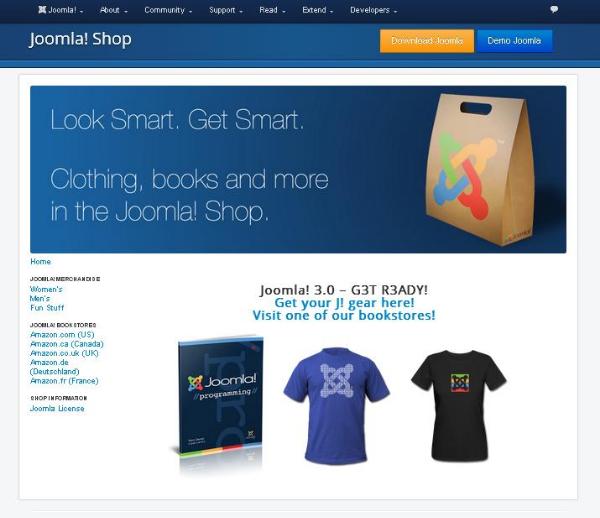 Joomla!
About
Community
Support
Read
Extend
Developers
Joomla! Shop
Download Joomla
Demo Joomla
Look Smart. Get Smart.
Clothing, books and more
in the Joomla! Shop.
TM
Home
JOOMLA! MERCHANDISE
Women's
Men's
Fun Stuff
JOOMLA! BOOKSTORES
Amazon.com (US)
Amazon.ca (Canada)
Amazon.co.uk (UK)
Amazon.de
(Deutschland)
Amazon.fr (France)
SHOP INFORMATION
Joomla License
Joomla! 3.0 – G3T R3ADY!
Get your J! gear here!
Visit one of our bookstores!
Joomla!
//programming//